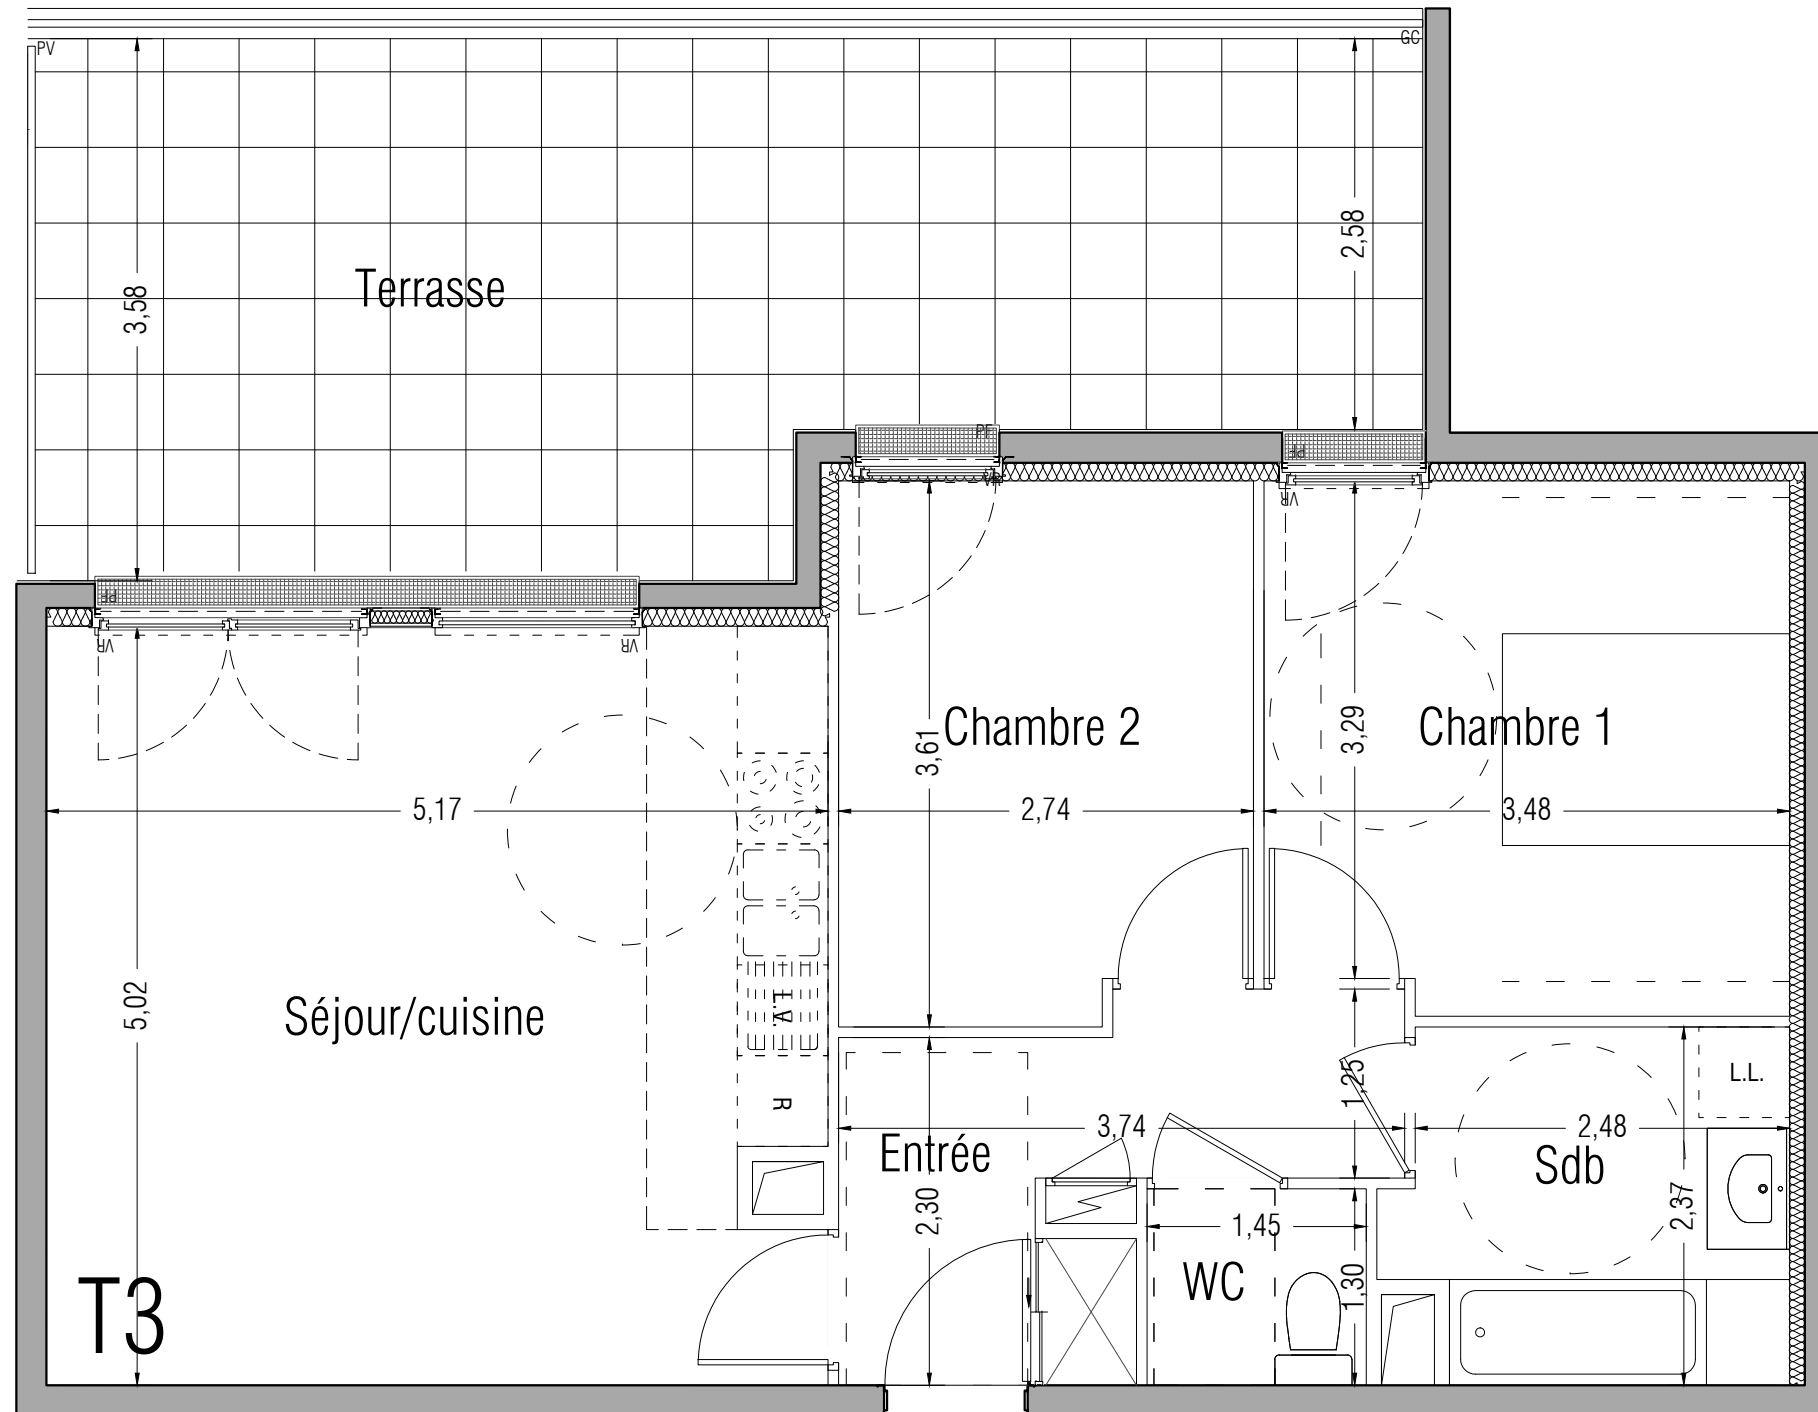 PV
GC
2,58
Terrasse
3,58
PF
PF
VR
VR
PF
VR
VR
Chambre 2
Chambre 1
3,61
3,29
5,17
2,74
3,48
5,02
Séjour/cuisine
L.V.
1,25
L.L.
R
3,74
2,48
Entrée
Sdb
2,30
2,37
1,45
WC
1,30
T3